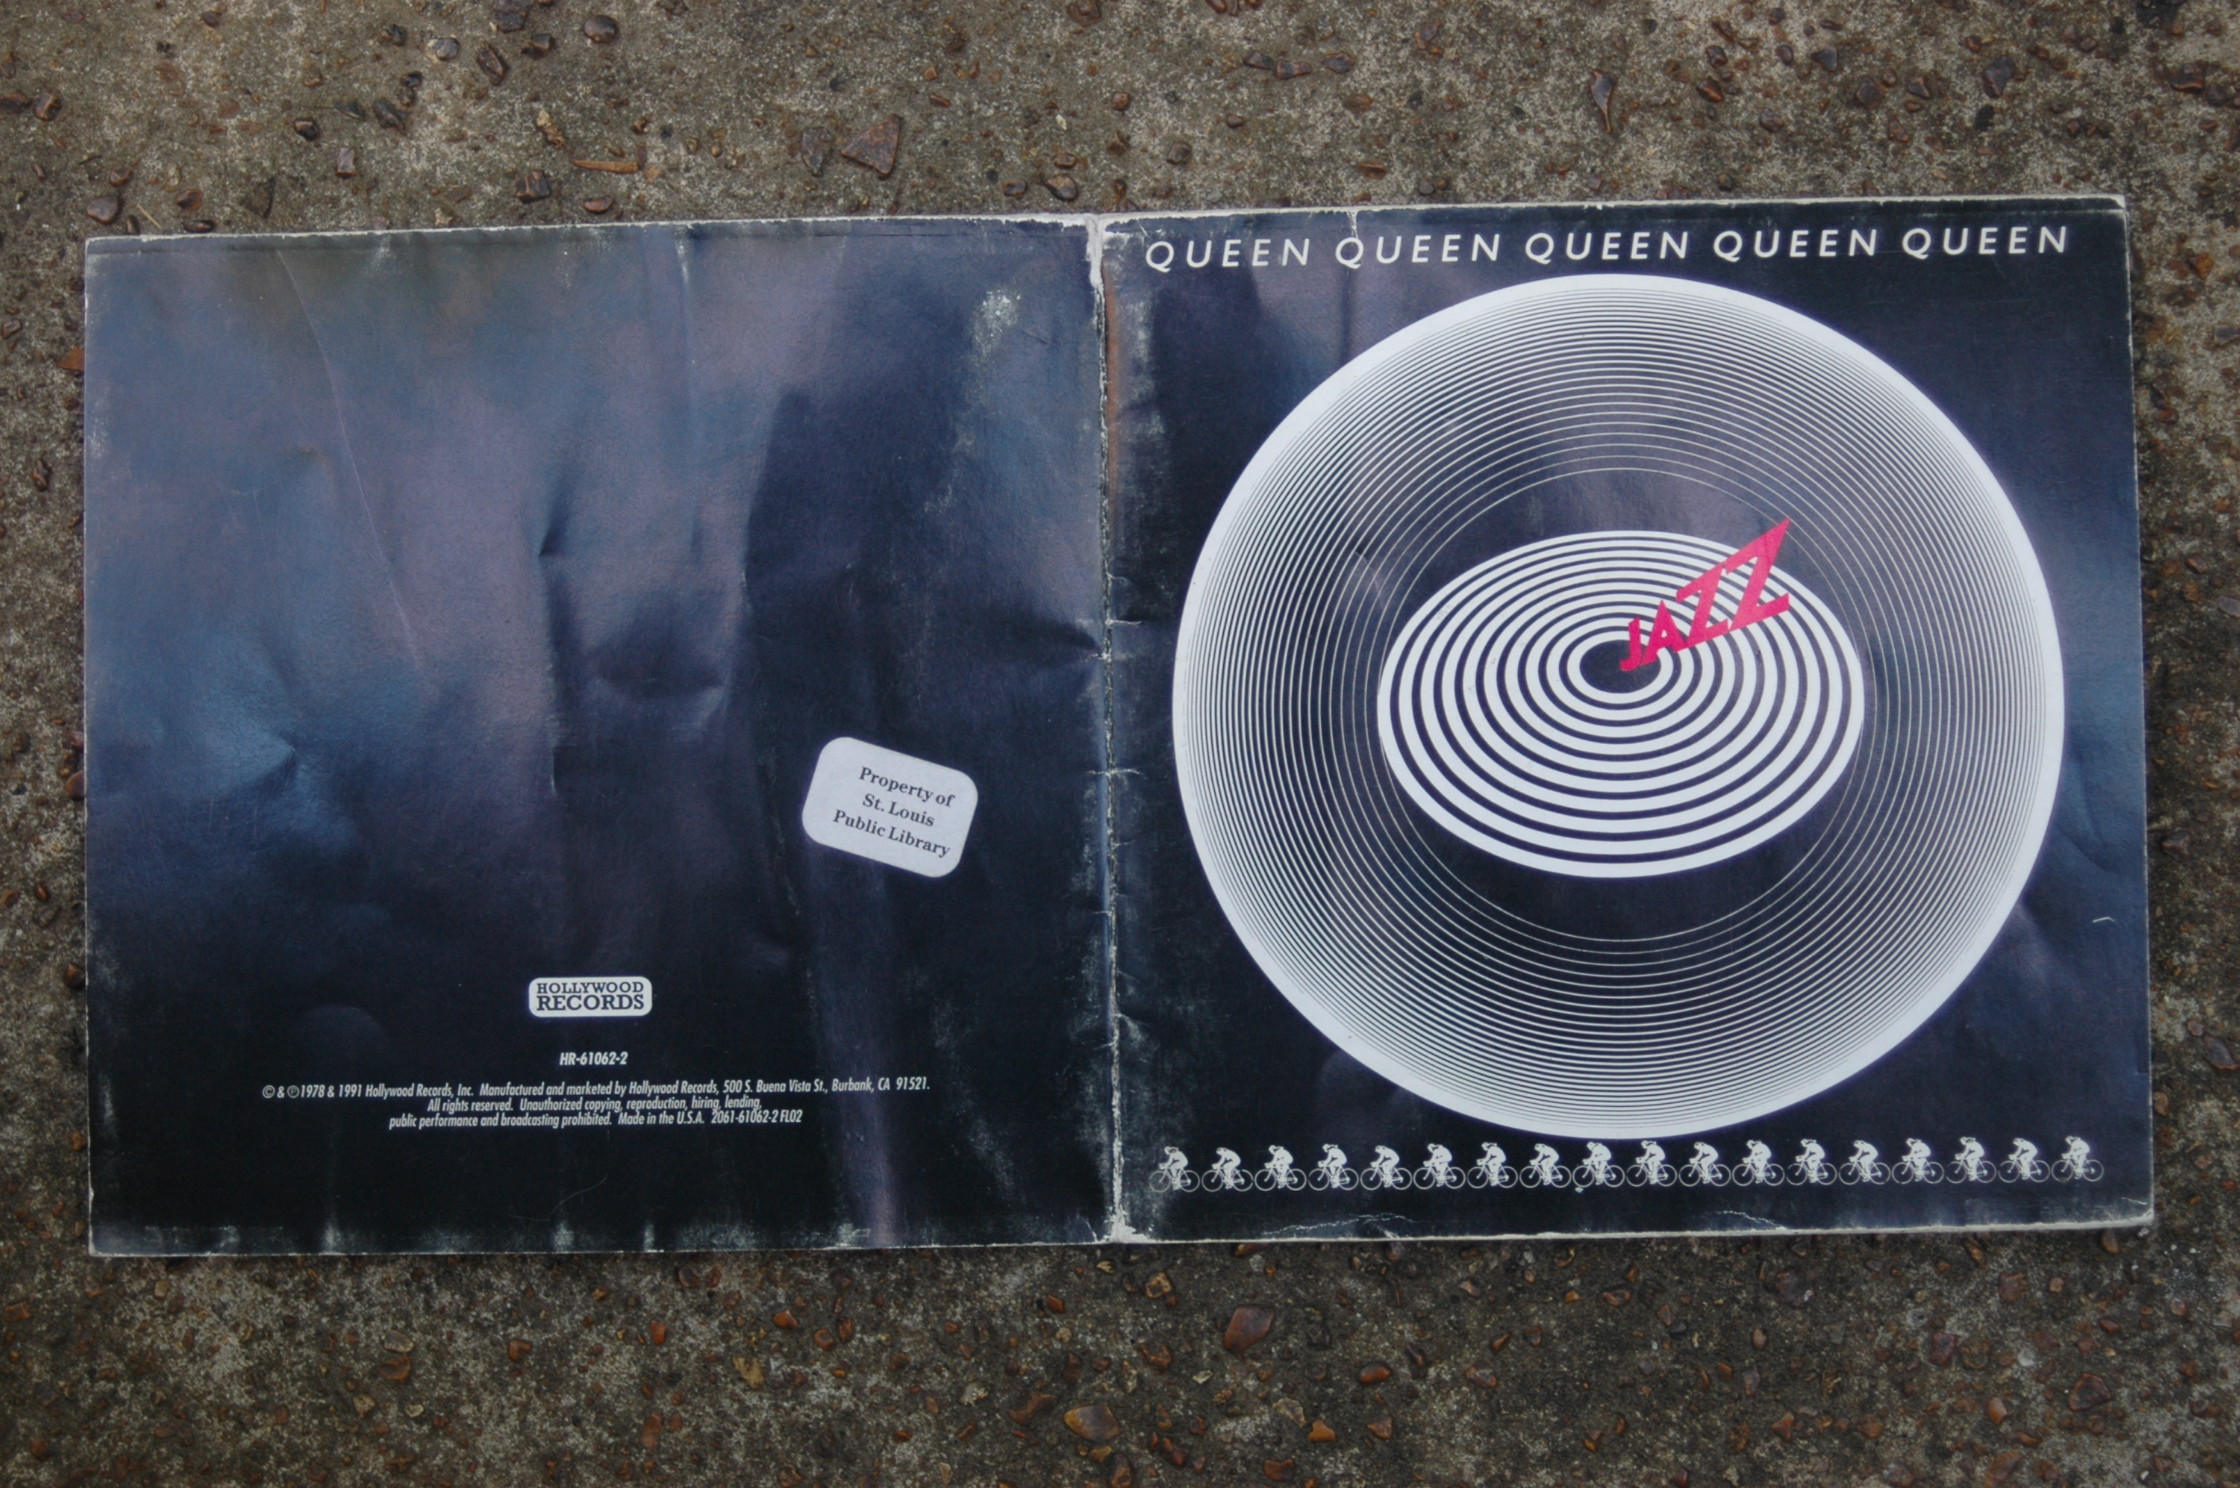 Property of
St. Louis
Public Library
HOLLYWOOD
RECORDS
HR-61062-2
© & ℗ 1978 & 1991 Hollywood Records, Inc. Manufactured and marketed by Hollywood Records, 500 S. Buena Vista St., Burbank, CA 91521.
All rights reserved. Unauthorized copying, reproduction, hiring, lending,
public performance and broadcasting prohibited. Made in the U.S.A. 2061-61062-2 FL02
QUEEN QUEEN QUEEN QUEEN QUEEN
JAZZ